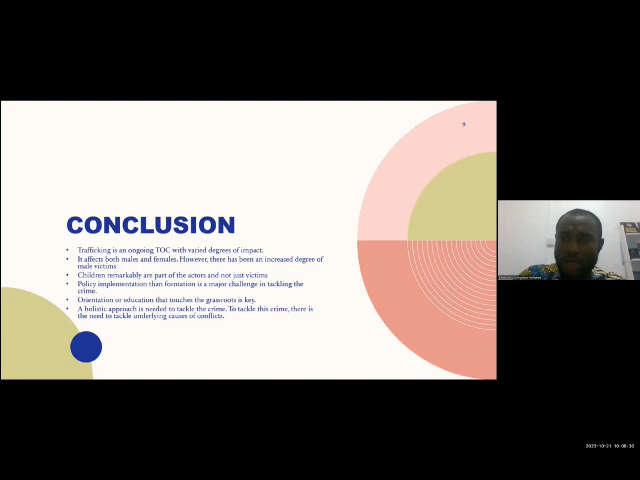 9
CONCLUSION
• Trafficking is an ongoing TOC with varied degrees of impact.
• It affects both males and females. However, there has been an increased degree of
male victims
• Children remarkably are part of the actors and not just victims
• Policy implementation than formation is a major challenge in tackling the
crime.
• Orientation or education that touches the grassroots is key.
• A holistic approach is needed to tackle the crime. To tackle this crime, there is
the need to tackle underlying causes of conflicts.